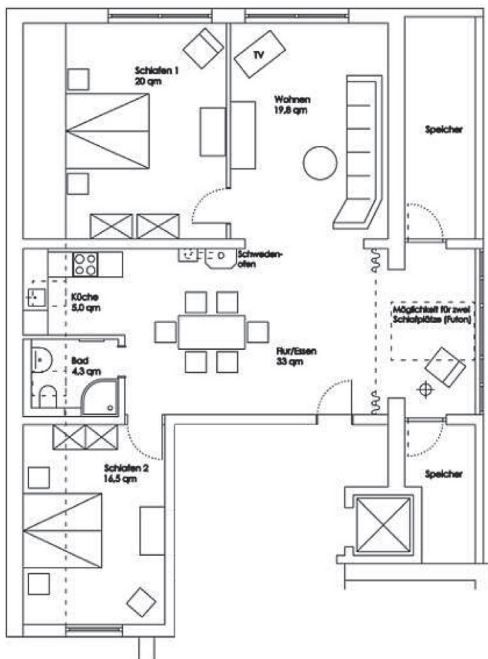 Schlafen 1
20 qm
TV
Wohnen
19,8 qm
Speicher
Schweden-
ofen
Küche
5,0 qm
Möglichkeit für zwei
Schlafplätze (Futon)
Bad
4,3 qm
Flur/Essen
33 qm
Schlafen 2
16,5 qm
Speicher